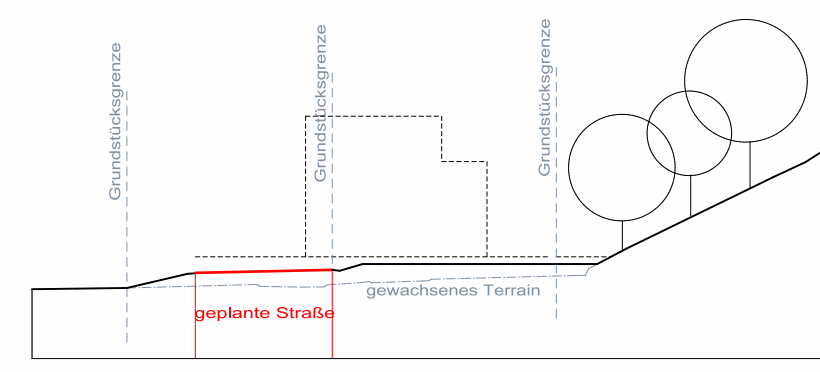 Grundstücksgrenze
Grundstücksgrenze
Grundstücksgrenze
gewachsenes Terrain
geplante Straße